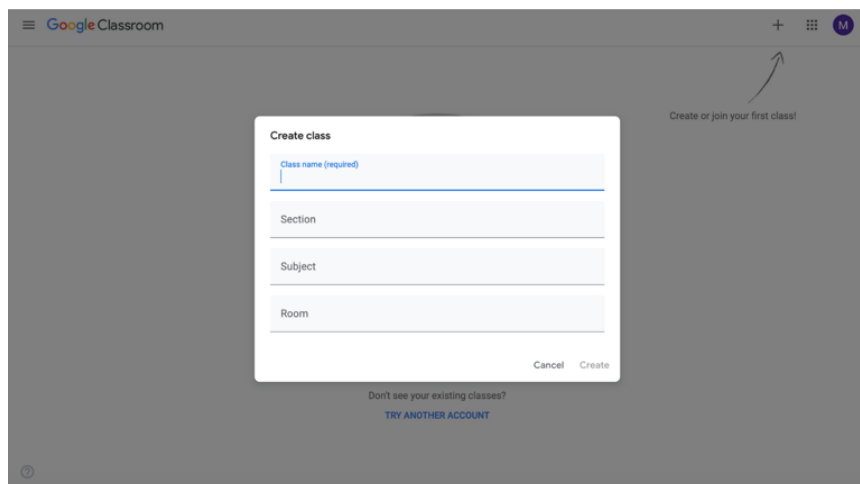 Google Classroom
M
Create or join your first class!
Create class
Class name (required)
Section
Subject
Room
Cancel Create
Don't see your existing classes?
TRY ANOTHER ACCOUNT